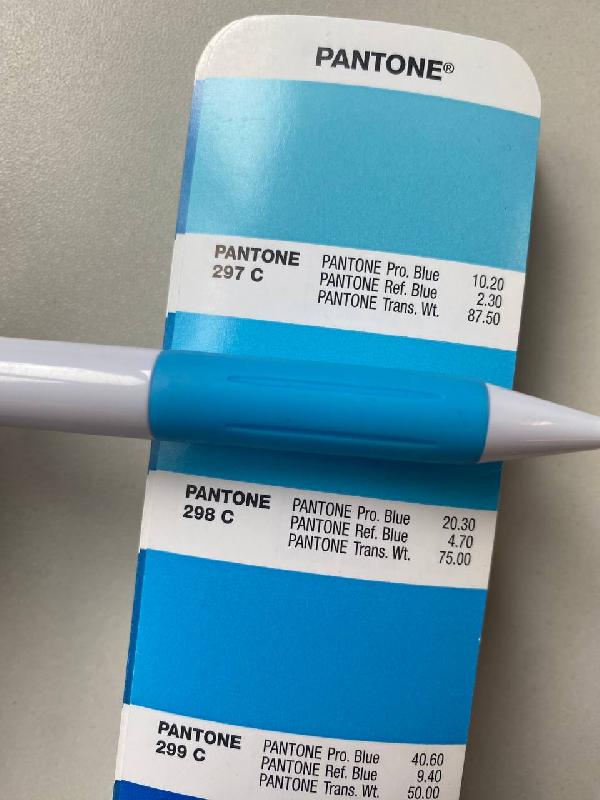 PANTONE®
PANTONE
297 C
PANTONE Pro. Blue 10.20
PANTONE Ref. Blue 2.30
PANTONE Trans. Wt. 87.50
PANTONE
298 C
PANTONE Pro. Blue 20.30
PANTONE Ref. Blue 4.70
PANTONE Trans. Wt. 75.00
PANTONE
299 C
PANTONE Pro. Blue 40.60
PANTONE Ref. Blue 9.40
PANTONE Trans. Wt. 50.00